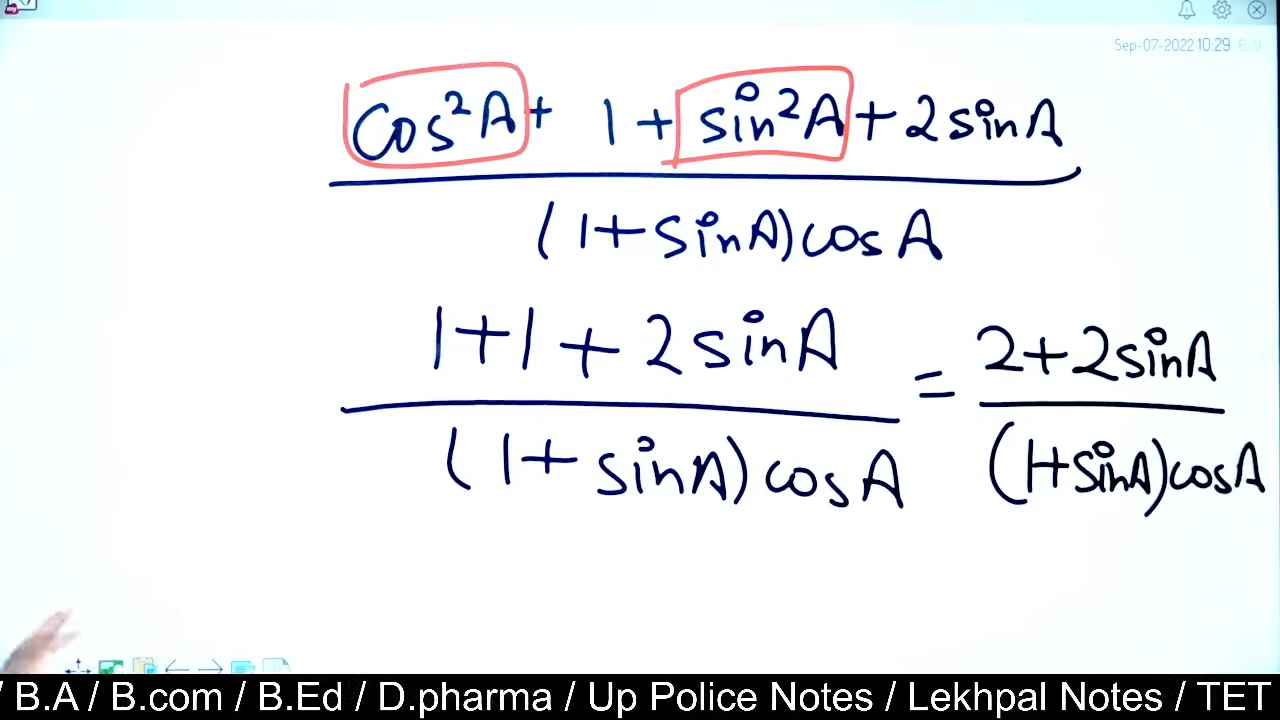 Sep-07-2022 10:29
cos²A + 1 + sin²A + 2sinA
(1+sinA)cosA
1+1+2sinA = 2+2sinA
(1+sinA)cosA (1+sinA)cosA
/ B.A / B.com / B.Ed / D.pharma / Up Police Notes / Lekhpal Notes / TET